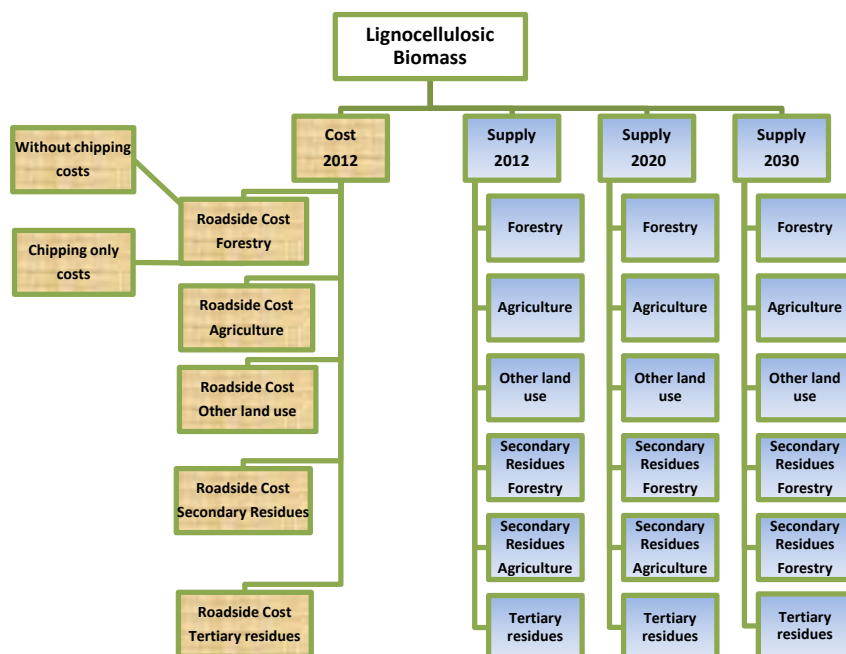 Lignocellulosic
Biomass
Cost
2012
Without chipping
costs
Roadside Cost
Forestry
Chipping only
costs
Roadside Cost
Agriculture
Roadside Cost
Other land use
Roadside Cost
Secondary Residues
Roadside Cost
Tertiary residues
Supply
2012
Forestry
Agriculture
Other land
use
Secondary
Residues
Forestry
Secondary
Residues
Agriculture
Tertiary
residues
Supply
2020
Forestry
Agriculture
Other land
use
Secondary
Residues
Forestry
Secondary
Residues
Agriculture
Tertiary
residues
Supply
2030
Forestry
Agriculture
Other land
use
Secondary
Residues
Forestry
Secondary
Residues
Forestry
Tertiary
residues